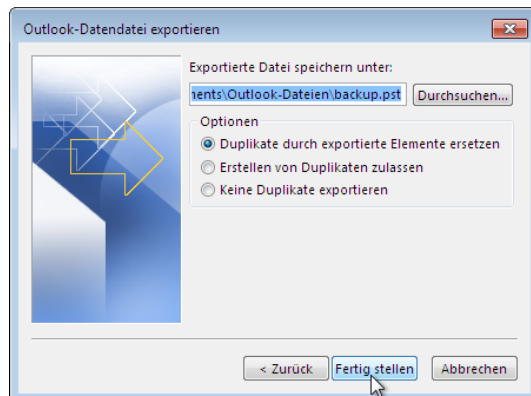 Outlook-Datendatei exportieren
Exportierte Datei speichern unter:
nents\Outlook-Dateien\backup.pst
Durchsuchen...
Optionen
Duplikate durch exportierte Elemente ersetzen
Erstellen von Duplikaten zulassen
Keine Duplikate exportieren
< Zurück
Fertig stellen
Abbrechen